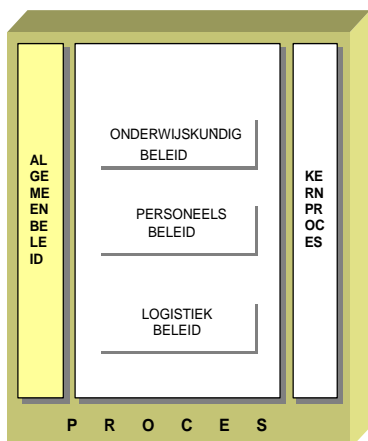 AL
GE
ME
EN
BE
LE
ID
ONDERWIJSKUNDIG
BELEID
PERSONEELS
BELEID
LOGISTIEK
BELEID
KE
RN
PR
OC
ES
P R O C E S